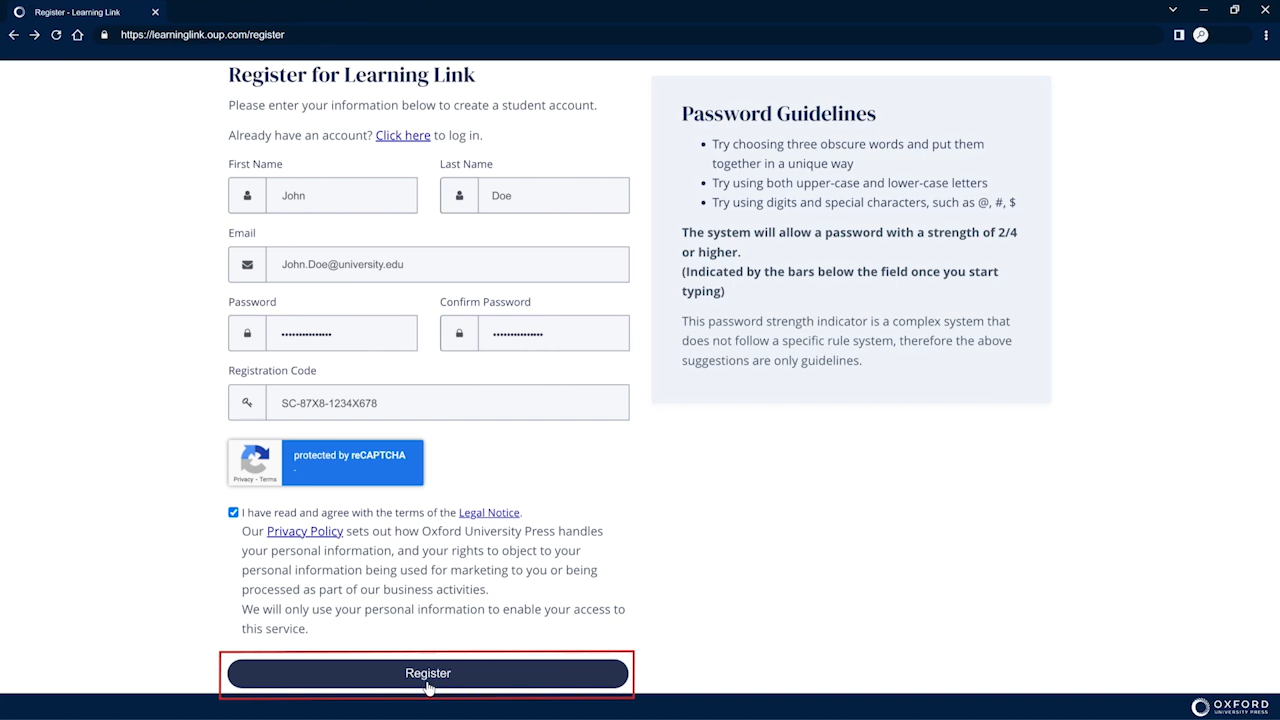 Register - Learning Link
https://learninglink.oup.com/register
Register for Learning Link
Please enter your information below to create a student account.
Already have an account? Click here to log in.
First Name
Last Name
John
Doe
Email
John.Doe@university.edu
Password
Confirm Password
Registration Code
SC-87X8-1234X678
protected by reCAPTCHA
Privacy - Terms
I have read and agree with the terms of the Legal Notice.
Our Privacy Policy sets out how Oxford University Press handles
your personal information, and your rights to object to your
personal information being used for marketing to you or being
processed as part of our business activities.
We will only use your personal information to enable your access to
this service.
Register
Password Guidelines
• Try choosing three obscure words and put them
together in a unique way
• Try using both upper-case and lower-case letters
• Try using digits and special characters, such as @, #, $
The system will allow a password with a strength of 2/4
or higher.
(Indicated by the bars below the field once you start
typing)
This password strength indicator is a complex system that
does not follow a specific rule system, therefore the above
suggestions are only guidelines.
OXFORD
UNIVERSITY PRESS